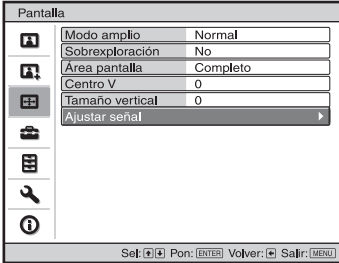 Pantalla
Modo amplio Normal
Sobrexploración No
Área pantalla Completo
Centro V 0
Tamaño vertical 0
Ajustar señal
Sel: Pon: ENTER Volver: Salir: MENU